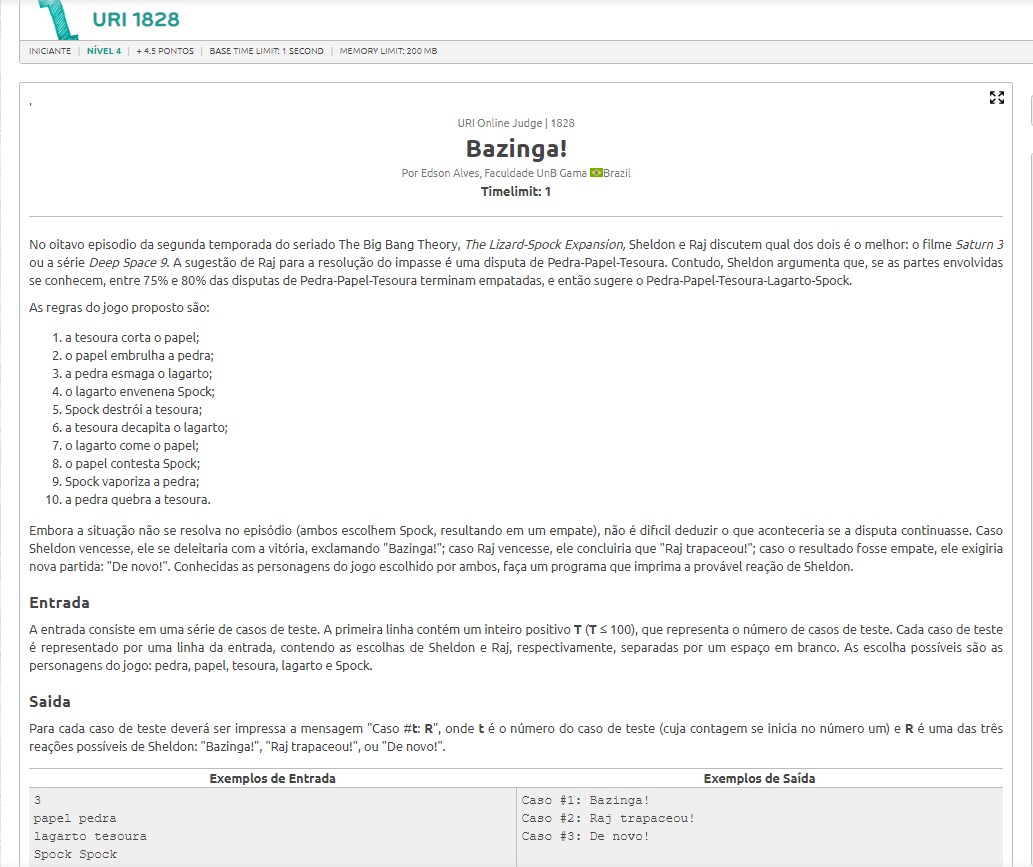 URI 1828
INICIANTE | NÍVEL 4 | + 4.5 PONTOS | BASE TIME LIMIT: 1 SECOND | MEMORY LIMIT: 200 MB
,
URI Online Judge | 1828
Bazinga!
Por Edson Alves, Faculdade UnB Gama Brazil
Timelimit: 1
No oitavo episodio da segunda temporada do seriado The Big Bang Theory, The Lizard-Spock Expansion, Sheldon e Raj discutem qual dos dois é o melhor: o filme Saturn 3
ou a série Deep Space 9. A sugestão de Raj para a resolução do impasse é uma disputa de Pedra-Papel-Tesoura. Contudo, Sheldon argumenta que, se as partes envolvidas
se conhecem, entre 75% e 80% das disputas de Pedra-Papel-Tesoura terminam empatadas, e então sugere o Pedra-Papel-Tesoura-Lagarto-Spock.
As regras do jogo proposto são:
1. a tesoura corta o papel;
2. o papel embrulha a pedra;
3. a pedra esmaga o lagarto;
4. o lagarto envenena Spock;
5. Spock destrói a tesoura;
6. a tesoura decapita o lagarto;
7. o lagarto come o papel;
8. o papel contesta Spock;
9. Spock vaporiza a pedra;
10. a pedra quebra a tesoura.
Embora a situação não se resolva no episódio (ambos escolhem Spock, resultando em um empate), não é difícil deduzir o que aconteceria se a disputa continuasse. Caso
Sheldon vencesse, ele se deleitaria com a vitória, exclamando "Bazinga!"; caso Raj vencesse, ele concluiria que "Raj trapaceou!"; caso o resultado fosse empate, ele exigiria
nova partida: "De novo!". Conhecidas as personagens do jogo escolhido por ambos, faça um programa que imprima a provável reação de Sheldon.
Entrada
A entrada consiste em uma série de casos de teste. A primeira linha contém um inteiro positivo T (T ≤ 100), que representa o número de casos de teste. Cada caso de teste
é representado por uma linha da entrada, contendo as escolhas de Sheldon e Raj, respectivamente, separadas por um espaço em branco. As escolha possíveis são as
personagens do jogo: pedra, papel, tesoura, lagarto e Spock.
Saida
Para cada caso de teste deverá ser impressa a mensagem "Caso #t: R", onde t é o número do caso de teste (cuja contagem se inicia no número um) e R é uma das três
reações possíveis de Sheldon: "Bazinga!", "Raj trapaceou!", ou "De novo!".
Exemplos de Entrada Exemplos de Saída
3 Caso #1: Bazinga!
papel pedra Caso #2: Raj trapaceou!
lagarto tesoura Caso #3: De novo!
Spock Spock